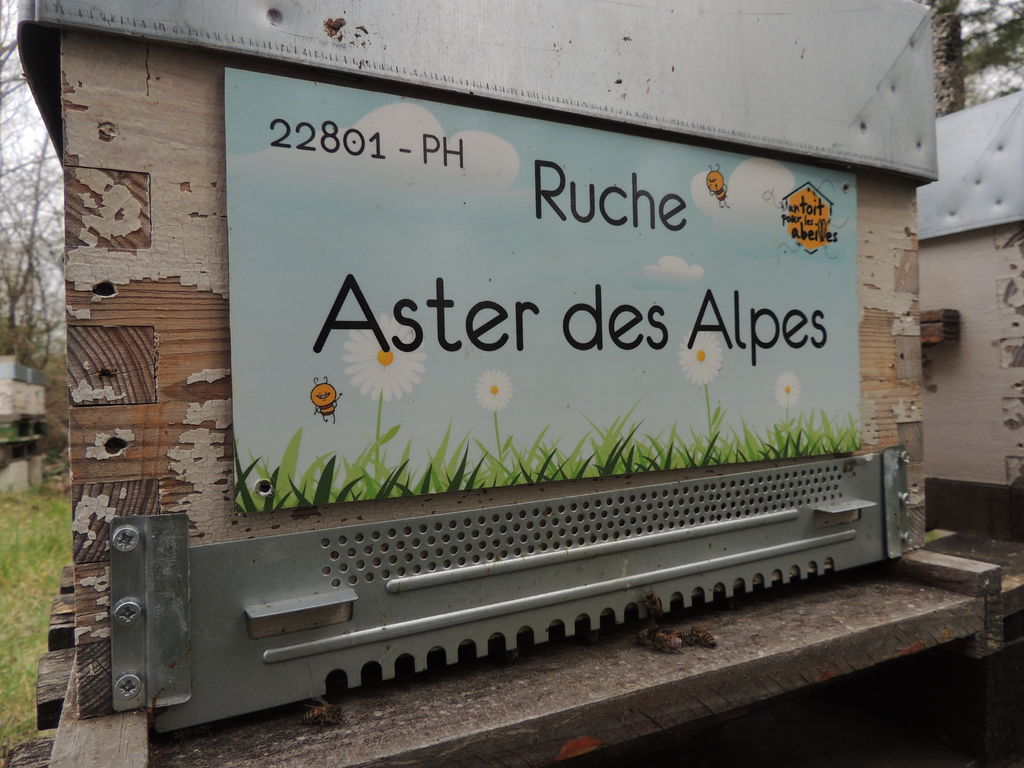 22801 - PH
Ruche
un toit
pour les
abeilles
Aster des Alpes